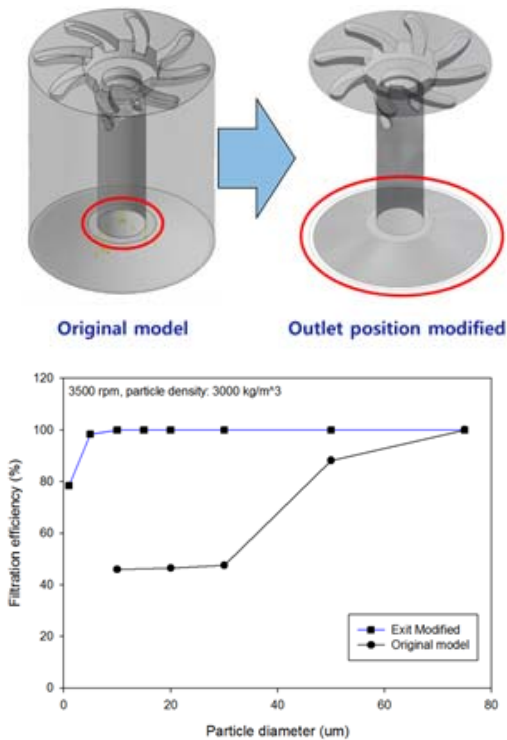 Original model
Outlet position modified
3500 rpm, particle density: 3000 kg/m^3
120
100
80
60
40
20
0
Filtration efficiency (%)
Exit Modified
Original model
0
20
40
60
80
Particle diameter (um)